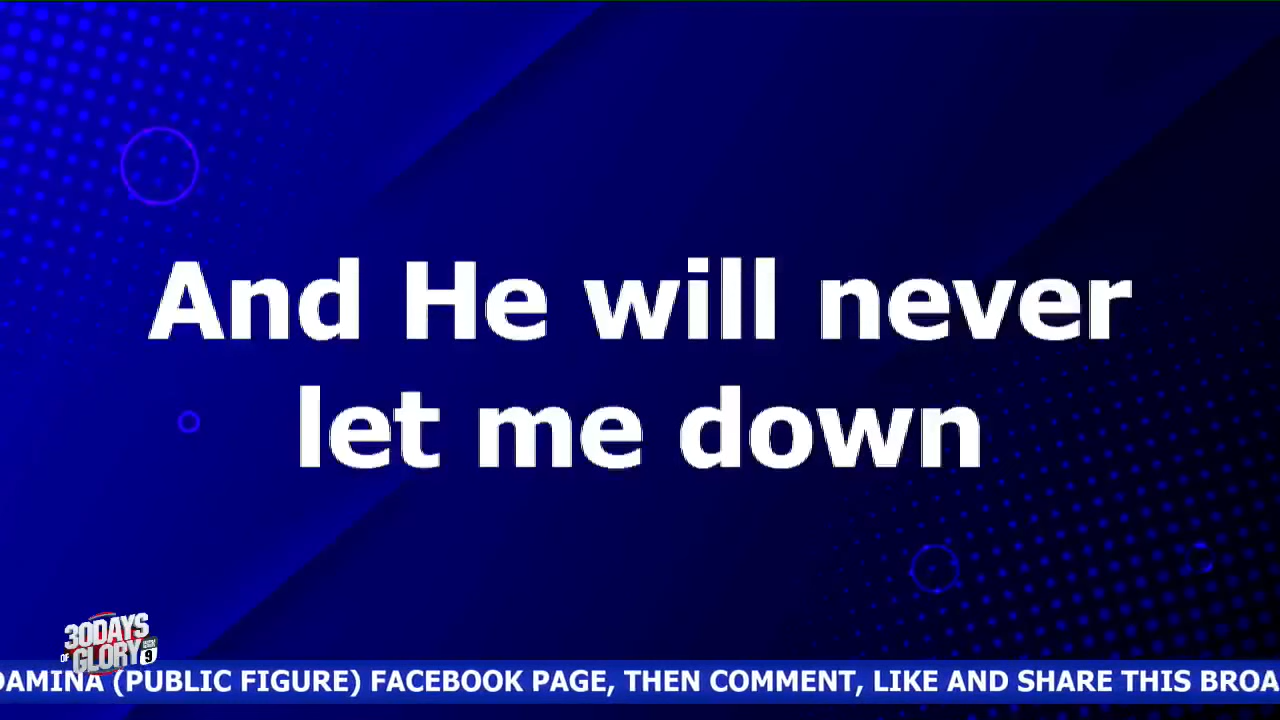 And He will never
let me down
30DAYS
OF GLORY 9
DAMINA (PUBLIC FIGURE) FACEBOOK PAGE, THEN COMMENT, LIKE AND SHARE THIS BROA